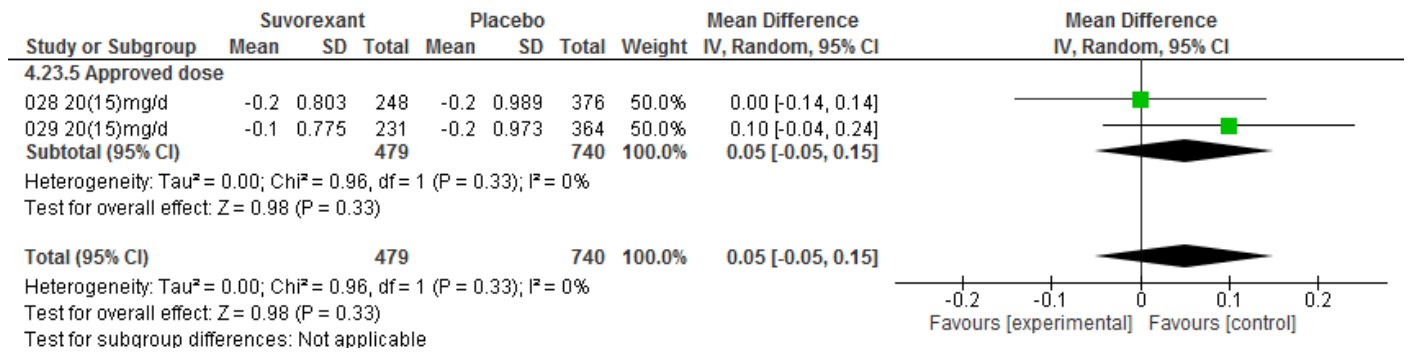 Suvorexant Placebo Mean Difference Mean Difference
Study or Subgroup Mean SD Total Mean SD Total Weight IV, Random, 95% CI IV, Random, 95% CI
4.23.5 Approved dose
028 20(15)mg/d -0.2 0.803 248 -0.2 0.989 376 50.0% 0.00 [-0.14, 0.14]
029 20(15)mg/d -0.1 0.775 231 -0.2 0.973 364 50.0% 0.10 [-0.04, 0.24]
Subtotal (95% CI) 479 740 100.0% 0.05 [-0.05, 0.15]
Heterogeneity: Tau² = 0.00; Chi² = 0.96, df = 1 (P = 0.33); I² = 0%
Test for overall effect: Z = 0.98 (P = 0.33)
Total (95% CI) 479 740 100.0% 0.05 [-0.05, 0.15]
Heterogeneity: Tau² = 0.00; Chi² = 0.96, df = 1 (P = 0.33); I² = 0%
Test for overall effect: Z = 0.98 (P = 0.33)
Test for subgroup differences: Not applicable
-0.2 -0.1 0 0.1 0.2
Favours [experimental] Favours [control]